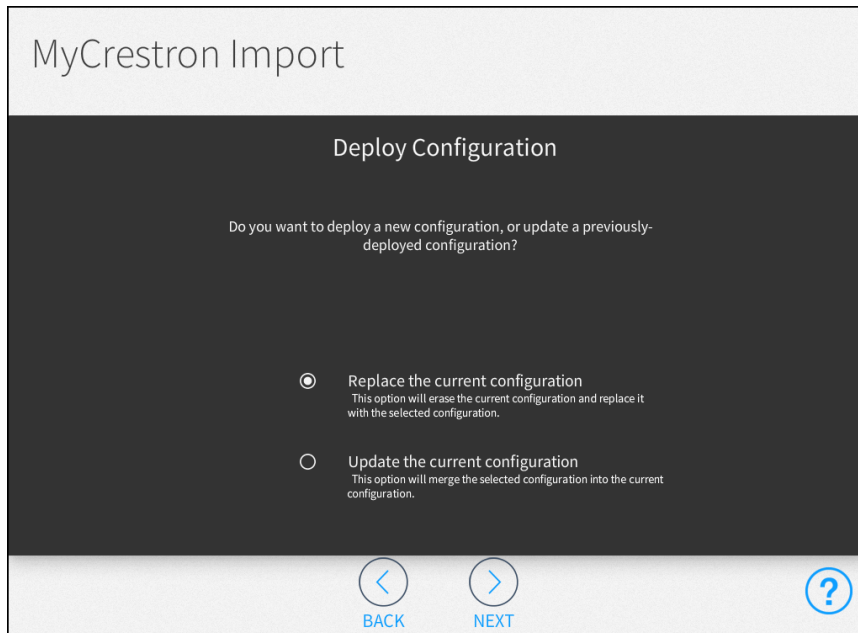 MyCrestron Import
Deploy Configuration
Do you want to deploy a new configuration, or update a previously-
deployed configuration?
Replace the current configuration
This option will erase the current configuration and replace it
with the selected configuration.
Update the current configuration
This option will merge the selected configuration into the current
configuration.
BACK
NEXT
?